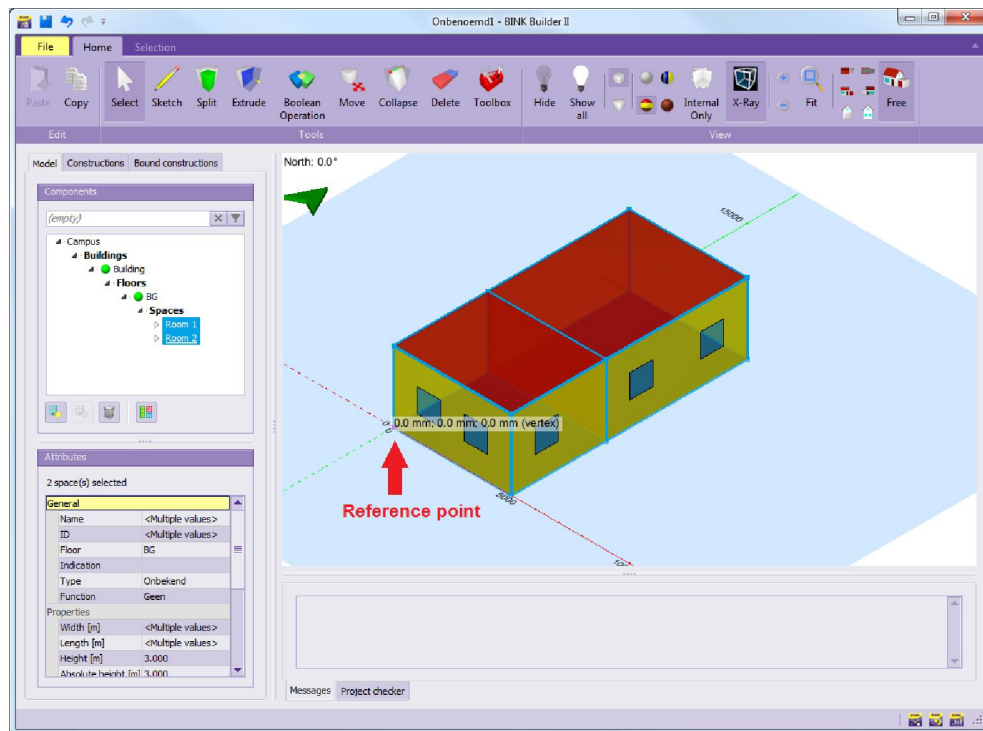 Onbenoemd1 - BINK Builder II
File Home Selection
Paste Copy Select Sketch Split Extrude Boolean Operation Move Collapse Delete Toolbox Hide Show all Internal Only X-Ray Fit Free
Edit Tools View
Model Constructions Bound constructions
Components
(empty)
Campus
Buildings
Building
Floors
BG
Spaces
Room 1
Room 2
Attributes
2 space(s) selected
General
Name <Multiple values>
ID <Multiple values>
Floor BG
Indication
Type Onbekend
Function Geen
Properties
Width [m] <Multiple values>
Length [m] <Multiple values>
Height [m] 3.000
Absolute height [m] 3.000
North: 0.0°
15000
0.0 mm; 0.0 mm; 0.0 mm (vertex)
5000
Reference point
Messages Project checker